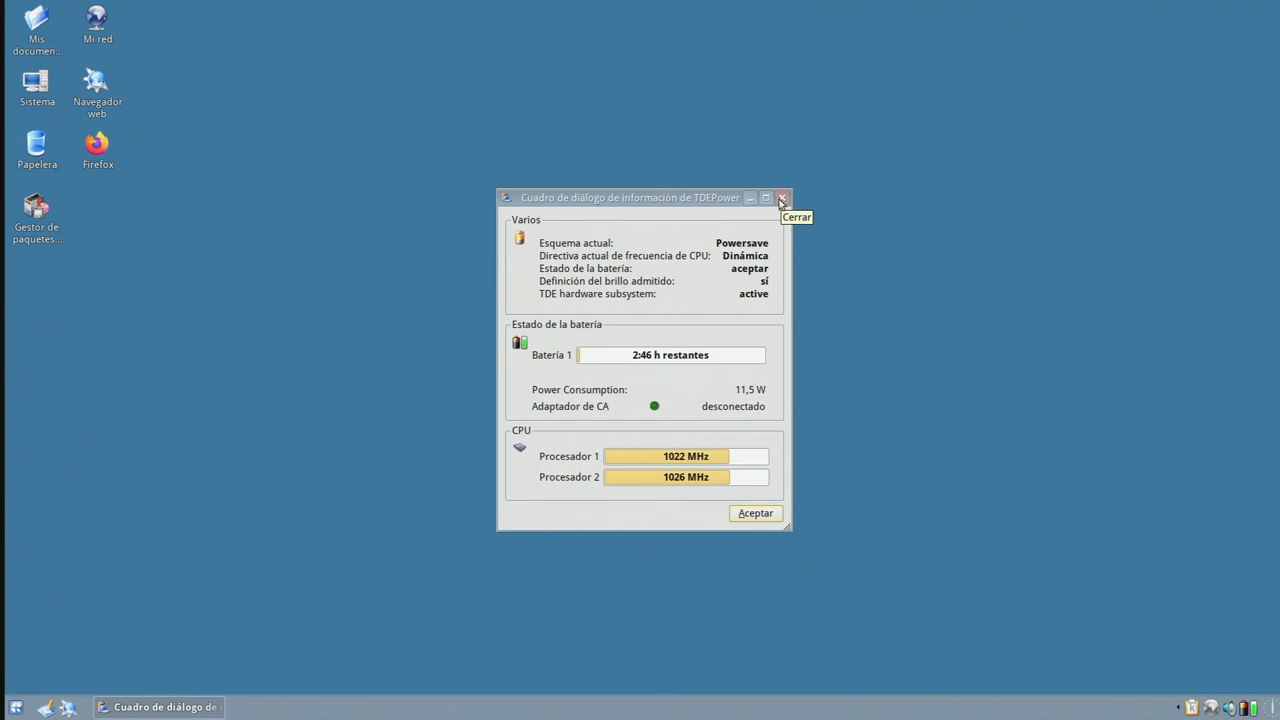 Mis
documen...
Mi red
Sistema
Navegador
web
Papelera
Firefox
Gestor de
paquetes...
Cuadro de diálogo de información de TDEPower
Cerrar
Varios
Esquema actual: Powersave
Directiva actual de frecuencia de CPU: Dinámica
Estado de la batería: aceptar
Definición del brillo admitido: sí
TDE hardware subsystem: active
Estado de la batería
Batería 1 2:46 h restantes
Power Consumption: 11,5 W
Adaptador de CA desconectado
CPU
Procesador 1 1022 MHz
Procesador 2 1026 MHz
Aceptar
Cuadro de diálogo de